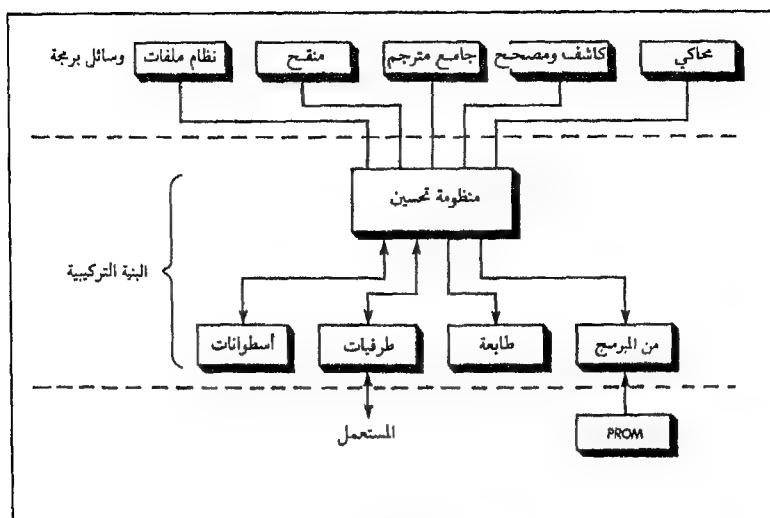 وسائل برمجة
نظام ملفات
منقح
جامع مترجم
كاشف ومصحح
محاكي
منظومة تحسين
البنية التركيبية
أسطوانات
طرفيات
طابعة
من المبرمج
المستعمل
PROM